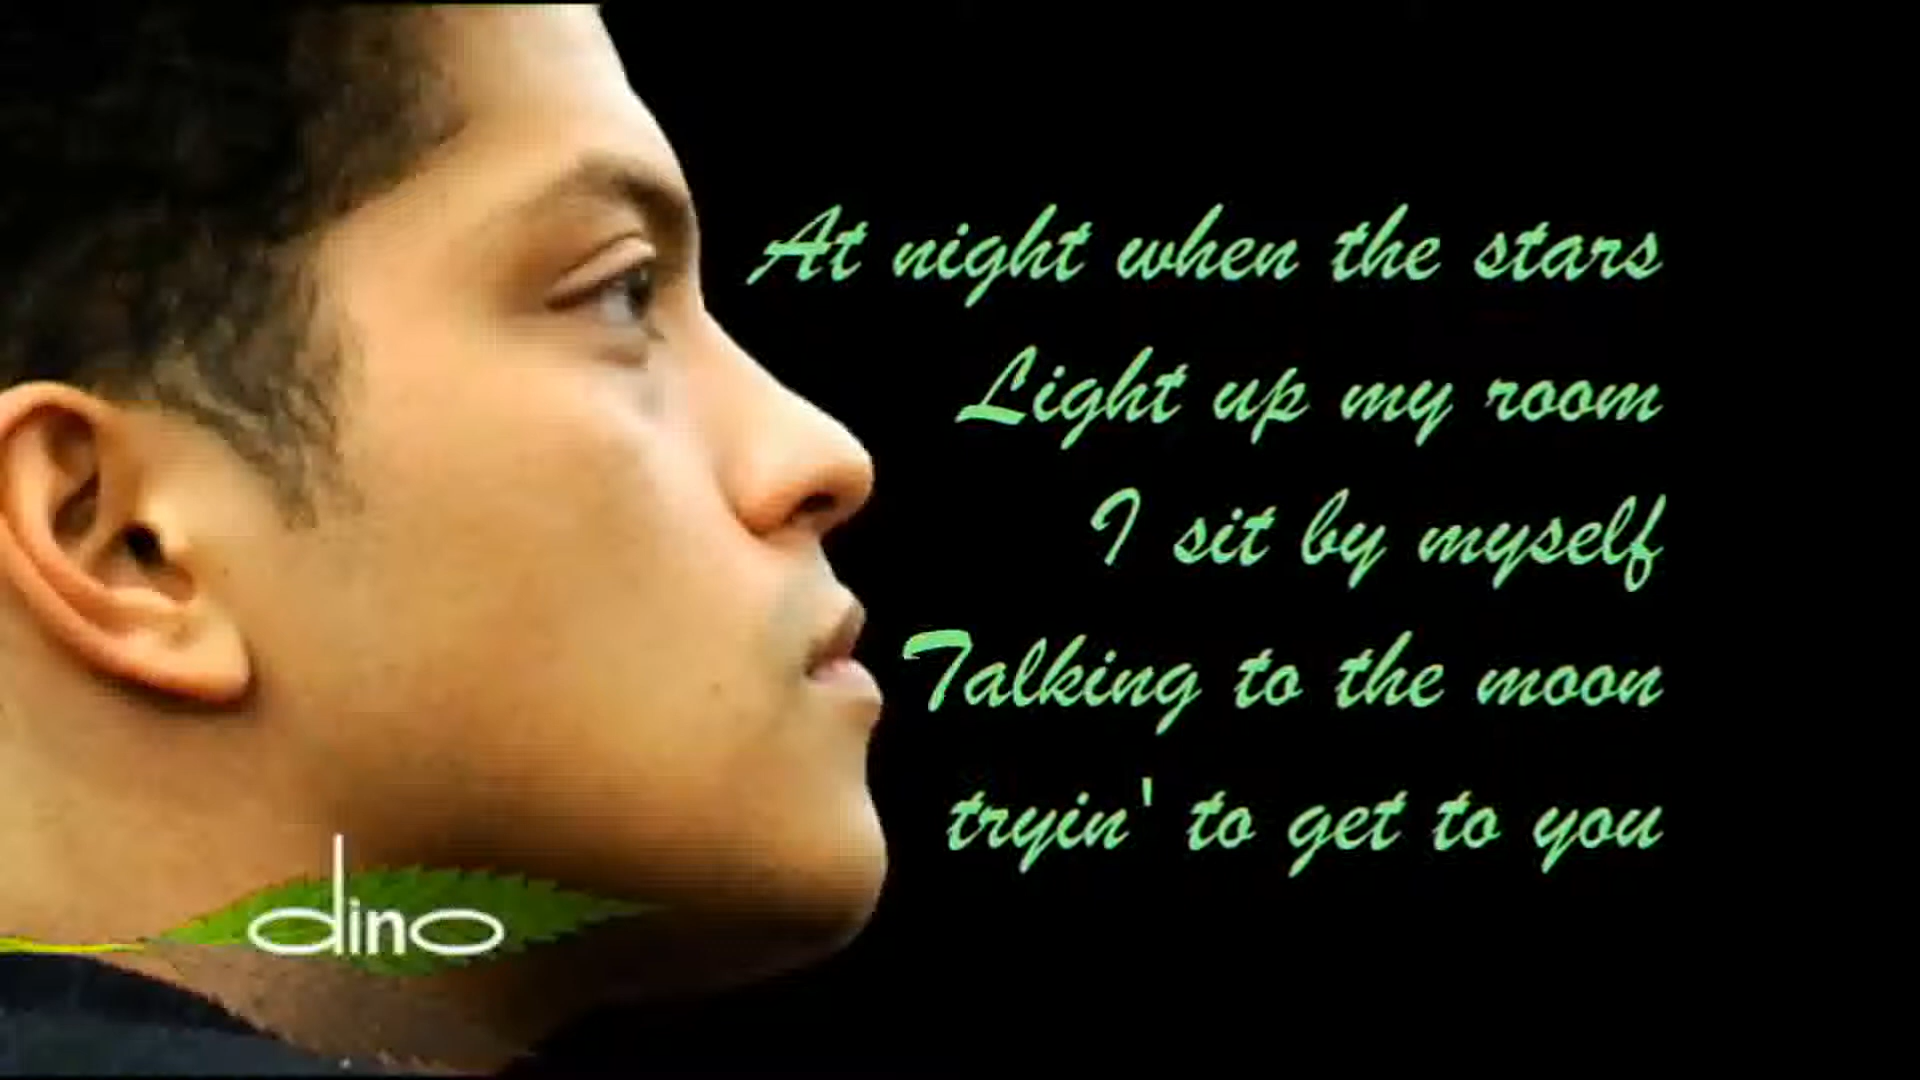 At night when the stars
Light up my room
I sit by myself
Talking to the moon
tryin' to get to you
dino